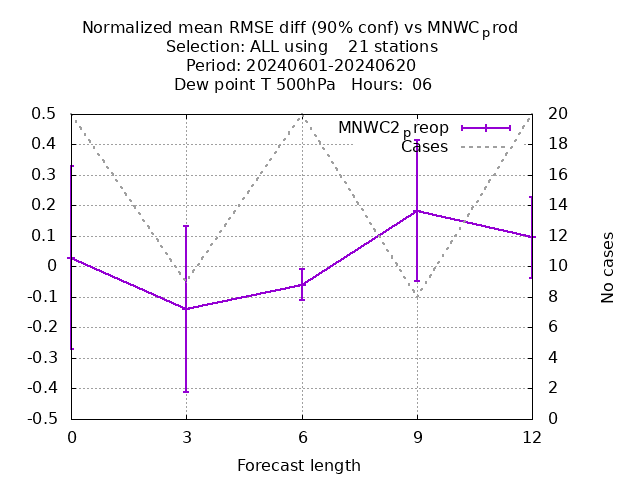 Normalized mean RMSE diff (90% conf) vs MNWCprod
Selection: ALL using    21 stations
Period: 20240601-20240620
Dew point T 500hPa   Hours: 06
MNWC2preop
Cases
0.5
0.4
0.3
0.2
0.1
0
-0.1
-0.2
-0.3
-0.4
-0.5
20
18
16
14
12
10
8
6
4
2
0
No cases
0 3 6 9 12
Forecast length